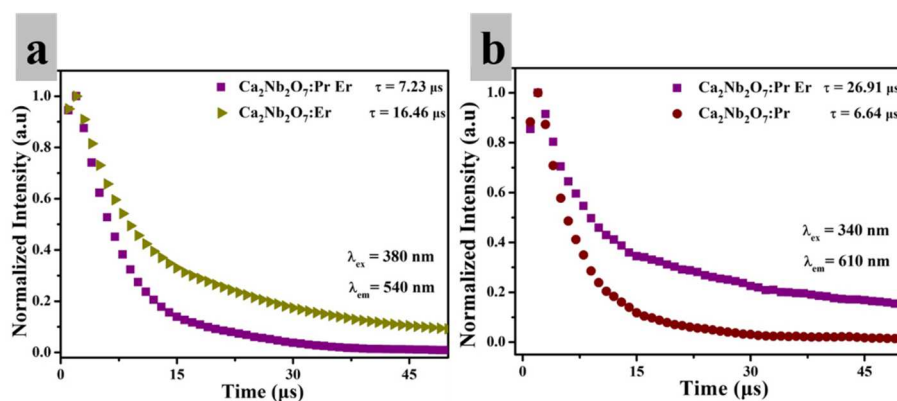 a
Ca₂Nb₂O₇:Pr Er τ = 7.23 μs
Ca₂Nb₂O₇:Er τ = 16.46 μs
λex = 380 nm
λem = 540 nm
Normalized Intensity (a.u)
1.0
0.8
0.6
0.4
0.2
0.0
0 15 30 45
Time (μs)
b
Ca₂Nb₂O₇:Pr Er τ = 26.91 μs
Ca₂Nb₂O₇:Pr τ = 6.64 μs
λex = 340 nm
λem = 610 nm
Normalized Intensity (a.u)
1.0
0.8
0.6
0.4
0.2
0.0
0 15 30 45
Time (μs)